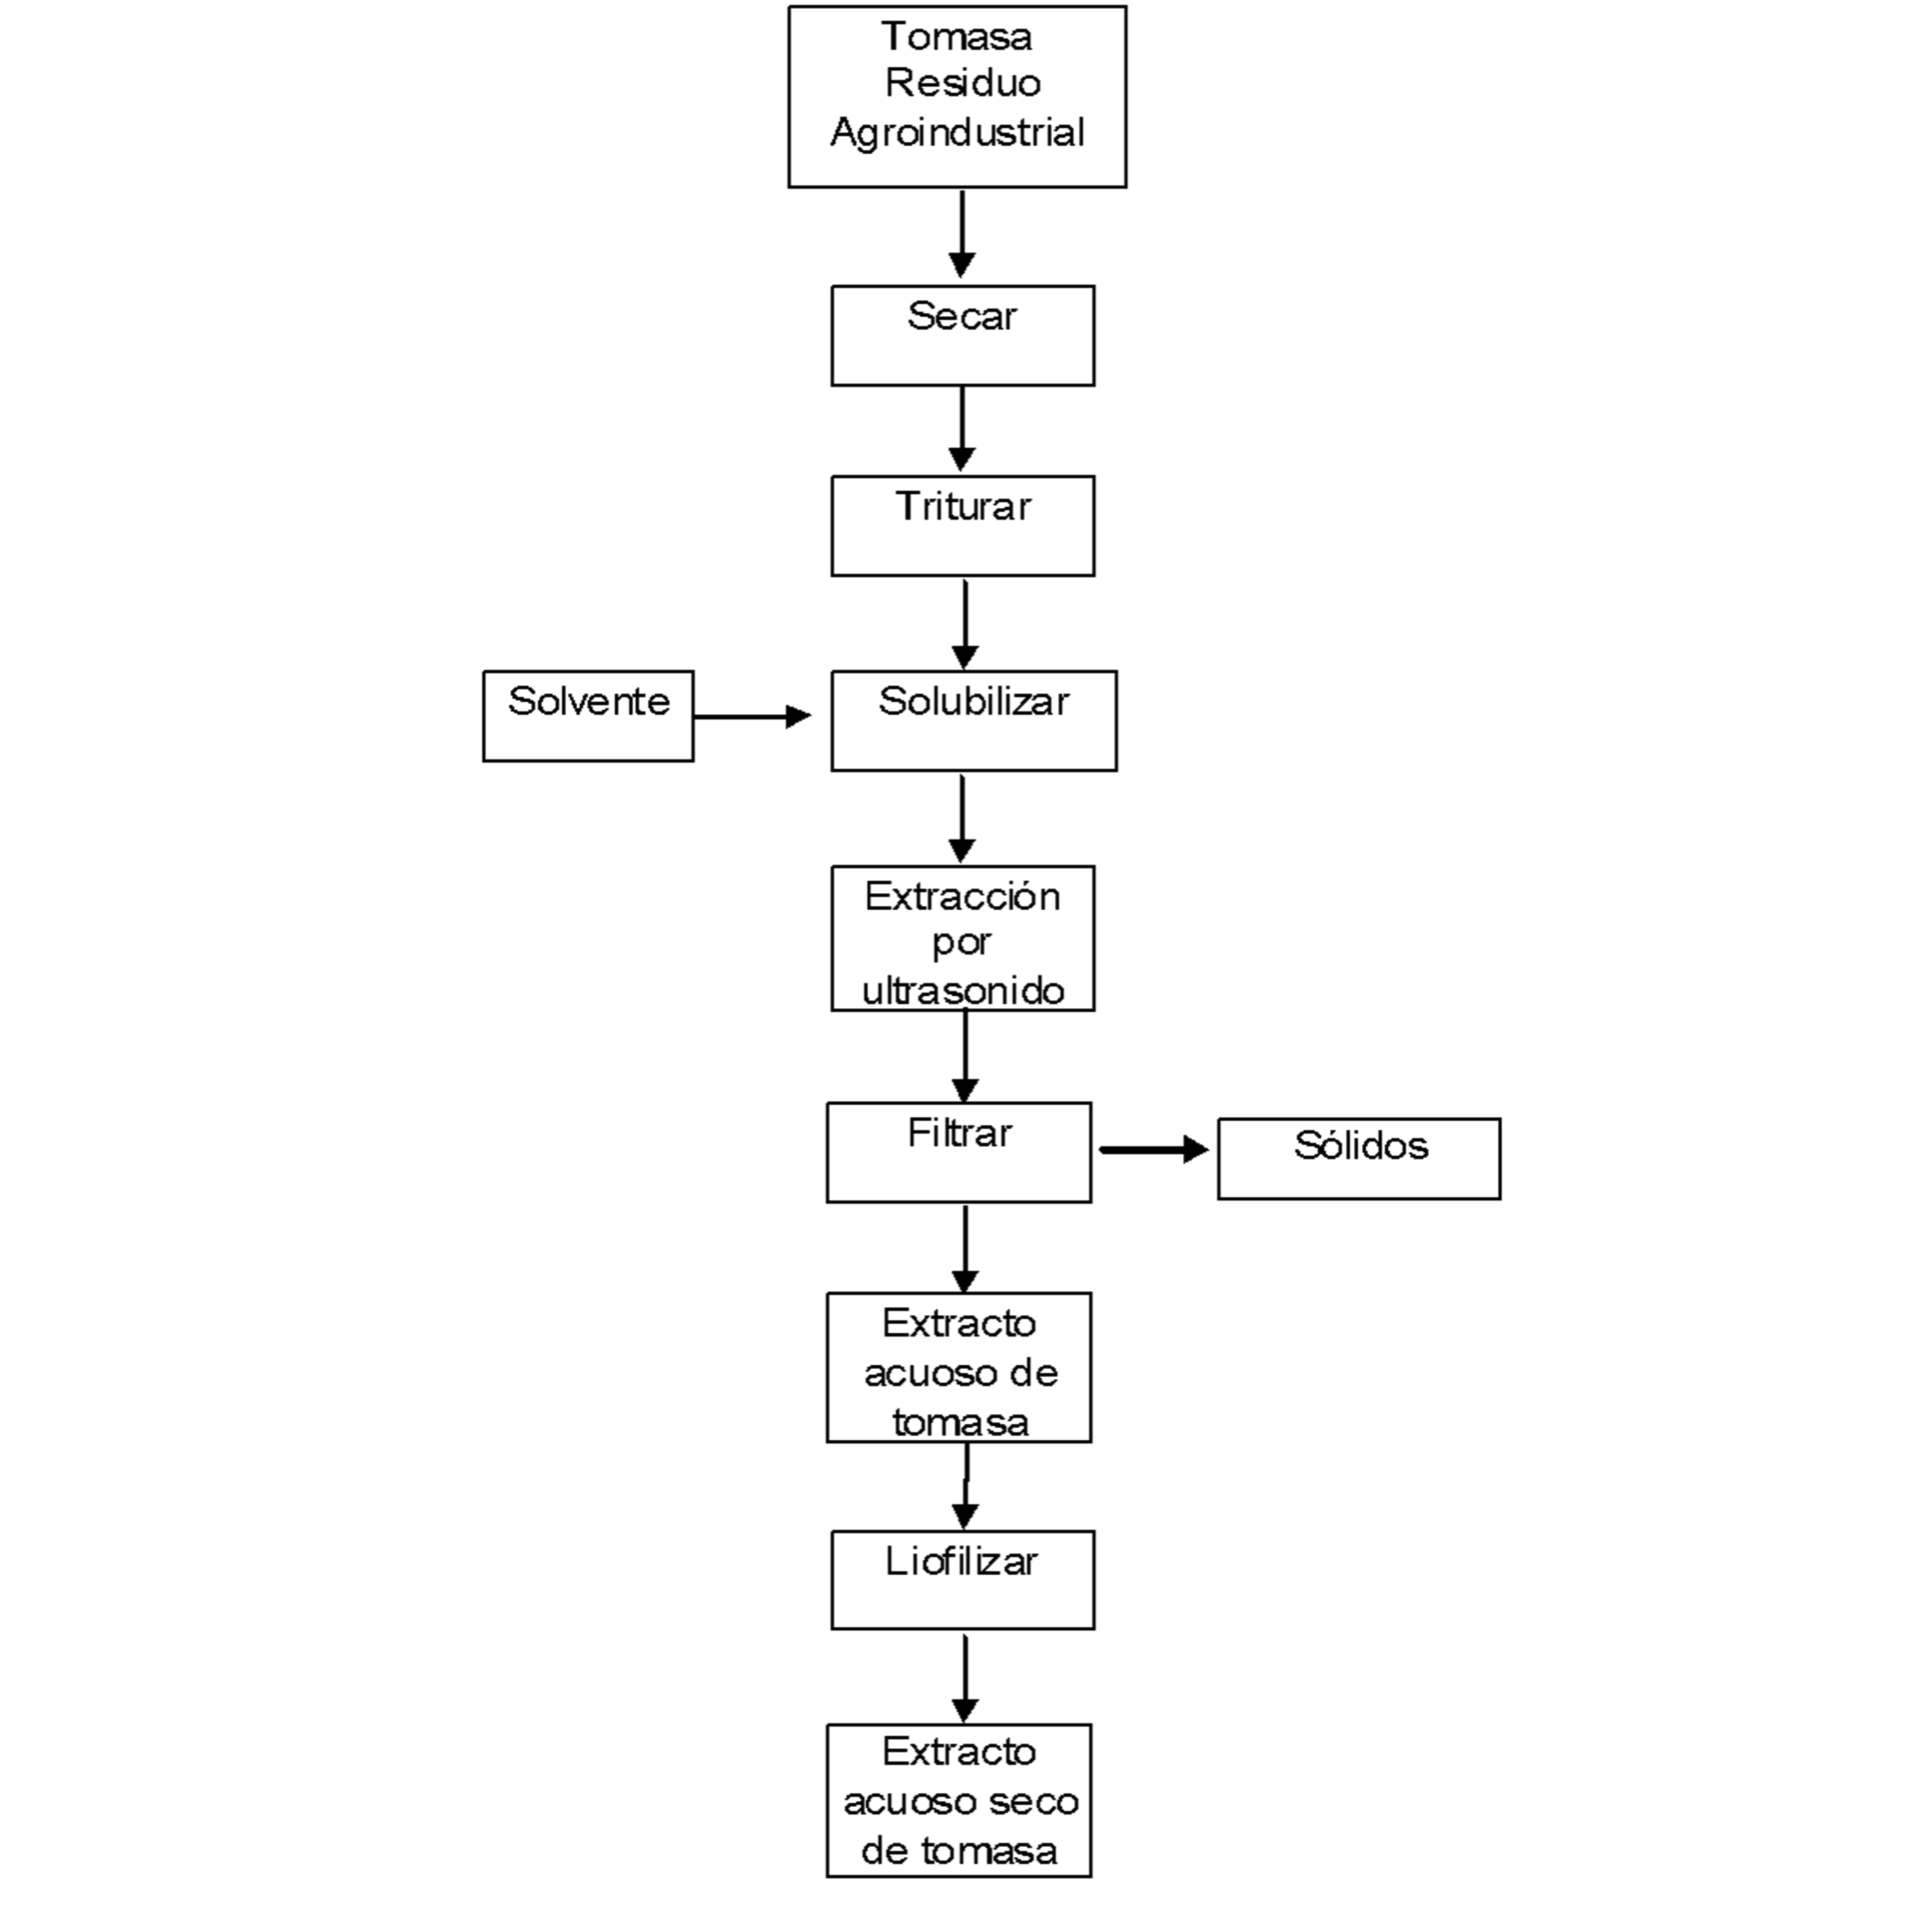 Tomasa
Residuo
Agroindustrial
Secar
Triturar
Solvente
Solubilizar
Extracción
por
ultrasonido
Filtrar
Sólidos
Extracto
acuoso de
tomasa
Liofilizar
Extracto
acuoso seco
de tomasa